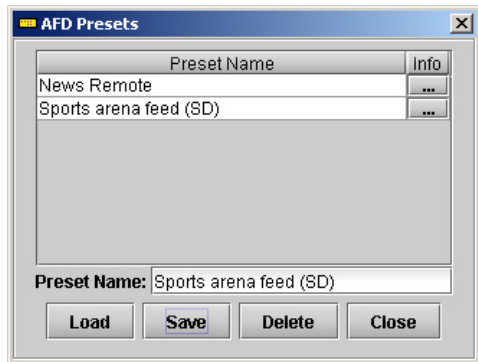 AFD Presets
Preset Name Info
News Remote ...
Sports arena feed (SD) ...
Preset Name: Sports arena feed (SD)
Load Save Delete Close